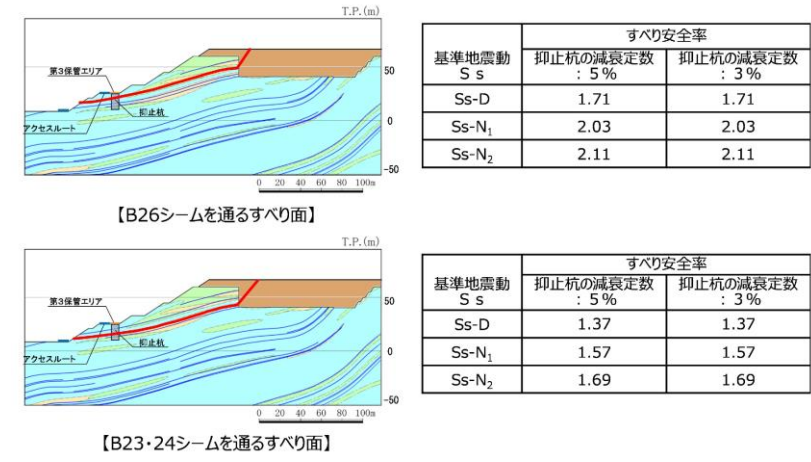 T.P.(m)
50
0
-50
第3保管エリア
抑止杭
アクセスルート
0 20 40 60 80 100m
【B26シームを通るすべり面】
基準地震動
Ｓｓ
すべり安全率
抑止杭の減衰定数
：5％
抑止杭の減衰定数
：3％
Ss-D 1.71 1.71
Ss-N₁ 2.03 2.03
Ss-N₂ 2.11 2.11
T.P.(m)
50
0
-50
第3保管エリア
抑止杭
アクセスルート
0 20 40 60 80 100m
【B23・24シームを通るすべり面】
基準地震動
Ｓｓ
すべり安全率
抑止杭の減衰定数
：5％
抑止杭の減衰定数
：3％
Ss-D 1.37 1.37
Ss-N₁ 1.57 1.57
Ss-N₂ 1.69 1.69